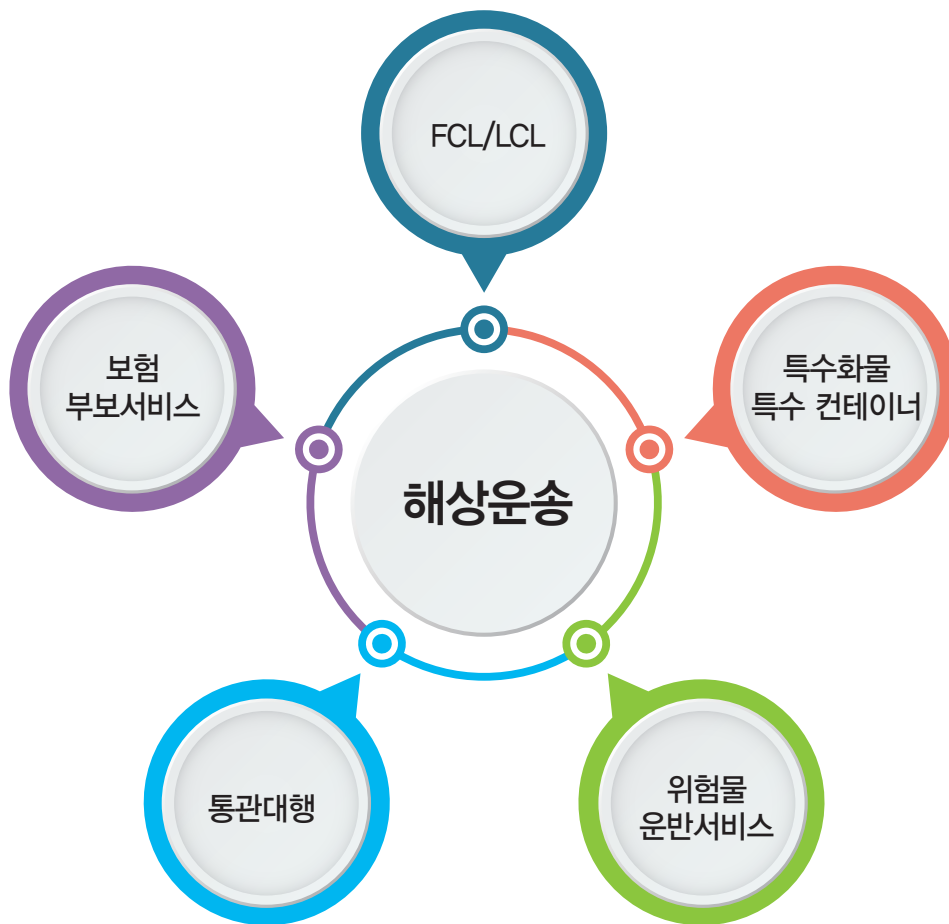 FCL/LCL
보험
부보서비스
특수화물
특수 컨테이너
해상운송
통관대행
위험물
운반서비스